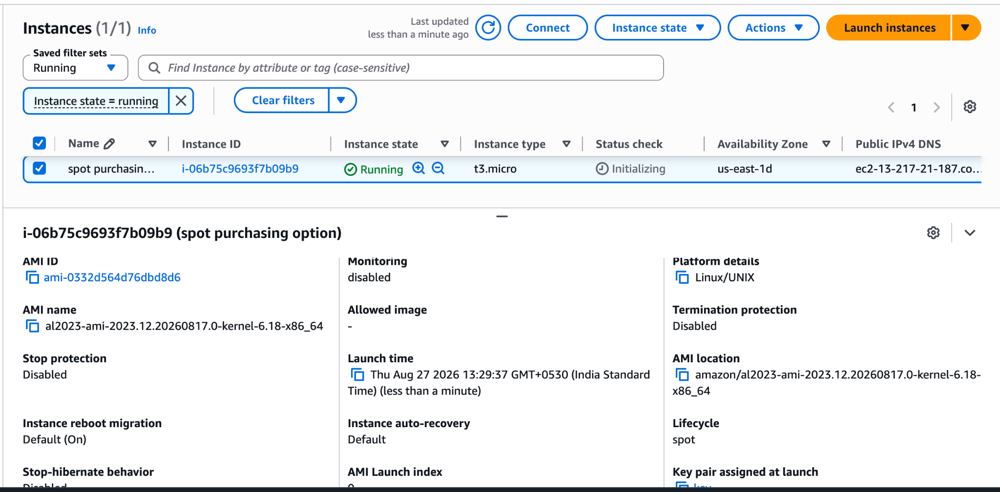 Instances (1/1) Info
Last updated
less than a minute ago
Connect
Instance state
Actions
Launch instances
Saved filter sets
Running
Find Instance by attribute or tag (case-sensitive)
Instance state = running
Clear filters
1
Name
Instance ID
Instance state
Instance type
Status check
Availability Zone
Public IPv4 DNS
spot purchasin...
i-06b75c9693f7b09b9
Running
t3.micro
Initializing
us-east-1d
ec2-13-217-21-187.co...
i-06b75c9693f7b09b9 (spot purchasing option)
AMI ID
ami-0332d564d76dbd8d6
Monitoring
disabled
Platform details
Linux/UNIX
AMI name
al2023-ami-2023.12.20260817.0-kernel-6.18-x86_64
Allowed image
-
Termination protection
Disabled
Stop protection
Disabled
Launch time
Thu Aug 27 2026 13:29:37 GMT+0530 (India Standard
Time) (less than a minute)
AMI location
amazon/al2023-ami-2023.12.20260817.0-kernel-6.18-
x86_64
Instance reboot migration
Default (On)
Instance auto-recovery
Default
Lifecycle
spot
Stop-hibernate behavior
Disabled
AMI Launch index
0
Key pair assigned at launch
key